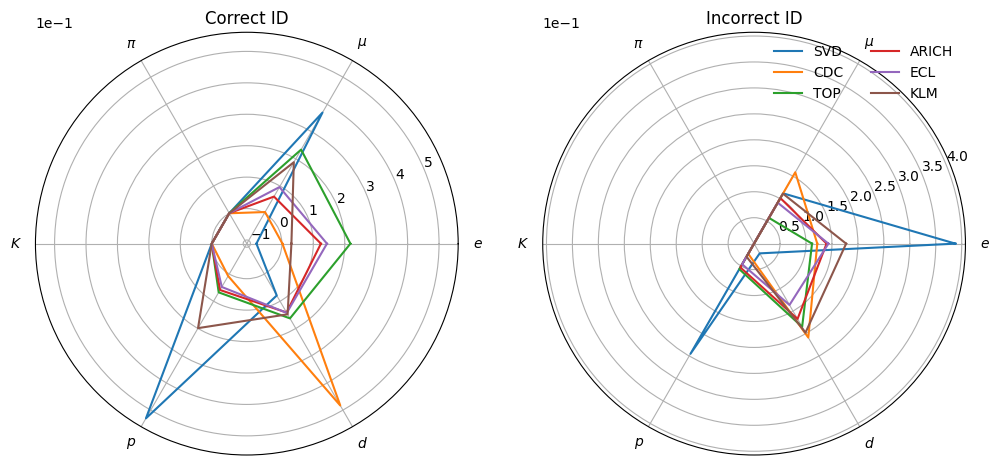 Correct ID
1e−1
e
μ
π
K
p
d
−1
0
1
2
3
4
5
Incorrect ID
1e−1
e
μ
π
K
p
d
0.5
1.0
1.5
2.0
2.5
3.0
3.5
4.0
SVD
CDC
TOP
ARICH
ECL
KLM